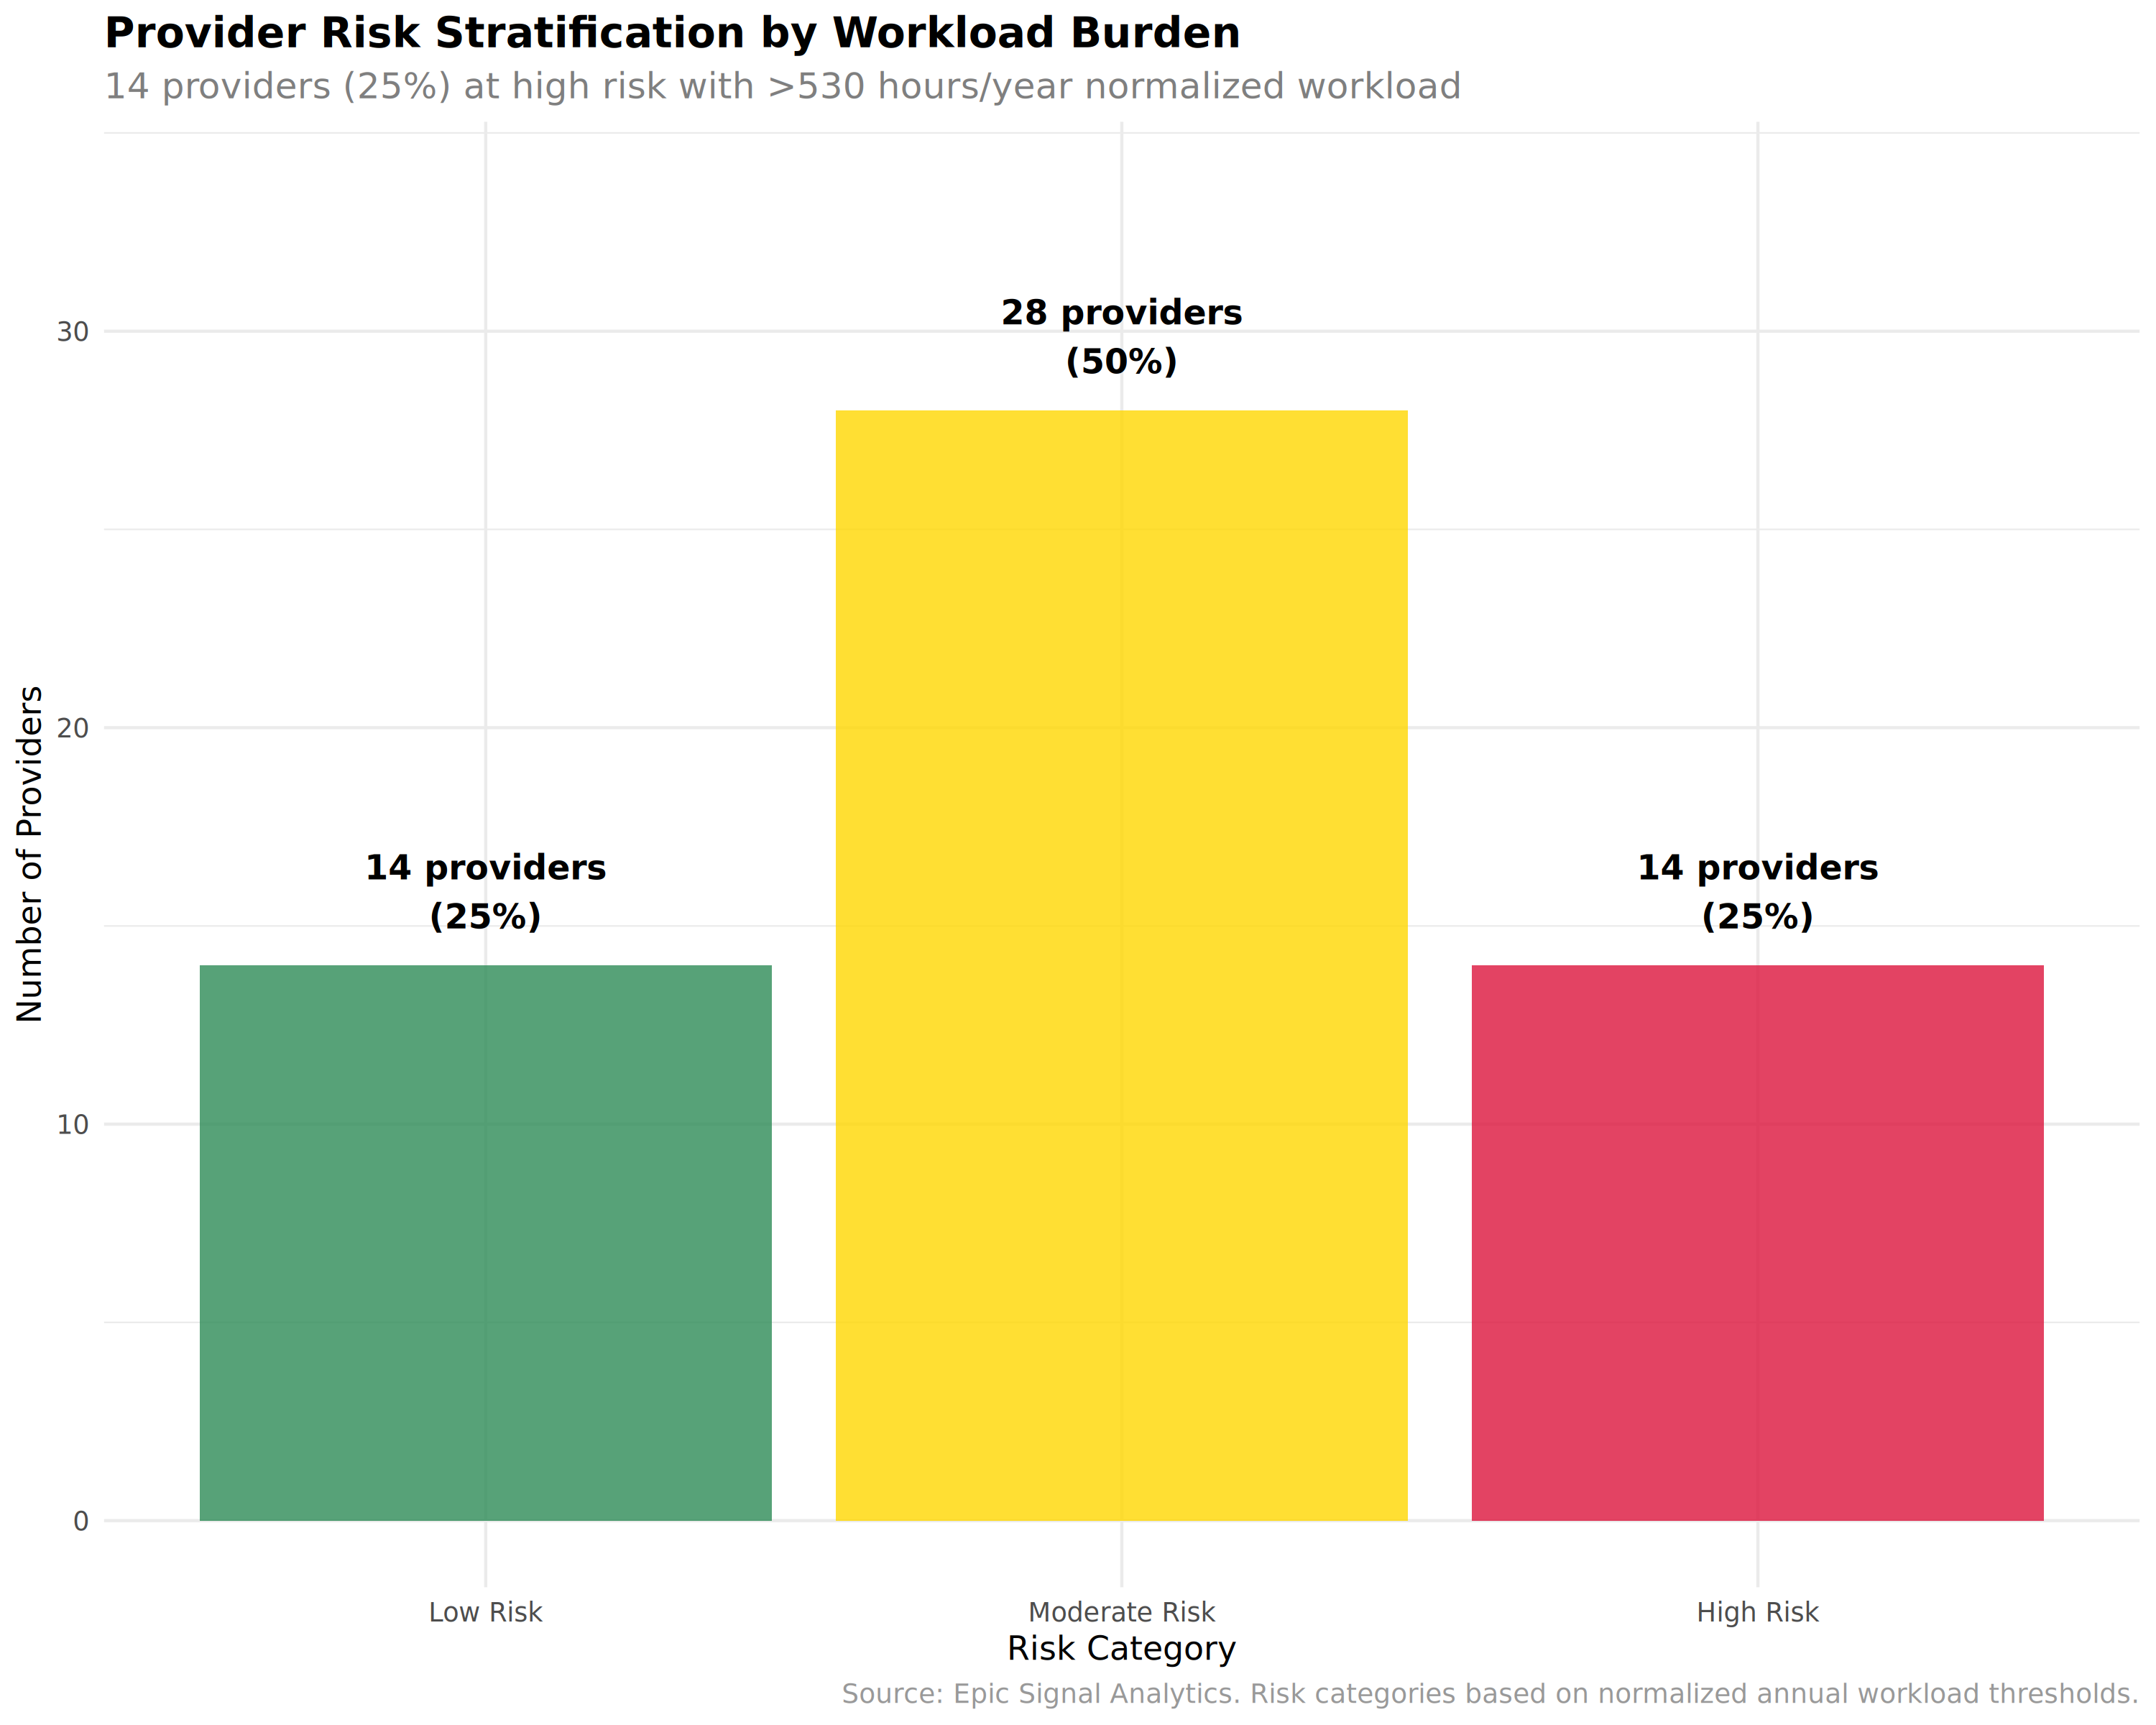 Provider Risk Stratification by Workload Burden
14 providers (25%) at high risk with >530 hours/year normalized workload
Number of Providers
30
20
10
0
14 providers
(25%)
28 providers
(50%)
14 providers
(25%)
Low Risk
Moderate Risk
High Risk
Risk Category
Source: Epic Signal Analytics. Risk categories based on normalized annual workload thresholds.